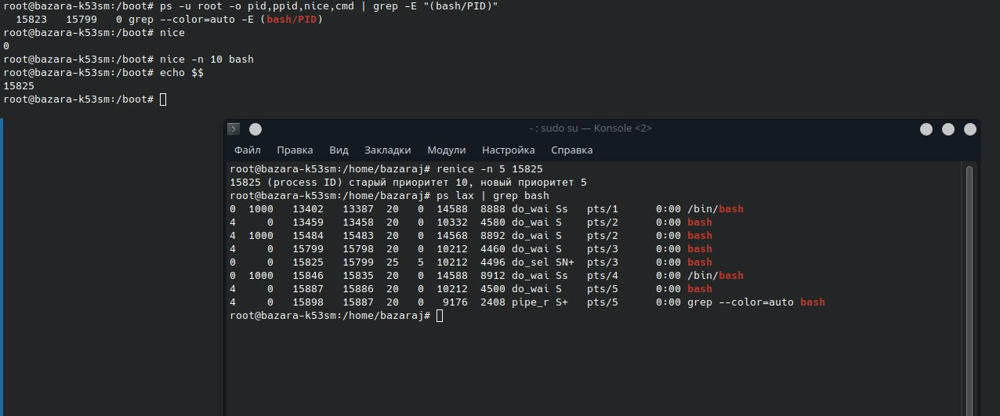 root@bazara-k53sm:/boot# ps -u root -o pid,ppid,nice,cmd | grep -E "(bash/PID)"
15823 15799 0 grep --color=auto -E (bash/PID)
root@bazara-k53sm:/boot# nice
0
root@bazara-k53sm:/boot# nice -n 10 bash
root@bazara-k53sm:/boot# echo $$
15825
root@bazara-k53sm:/boot#
- : sudo su — Konsole <2>
Файл Правка Вид Закладки Модули Настройка Справка
root@bazara-k53sm:/home/bazaraj# renice -n 5 15825
15825 (process ID) старый приоритет 10, новый приоритет 5
root@bazara-k53sm:/home/bazaraj# ps lax | grep bash
0 1000 13402 13387 20 0 14588 8888 do_wai Ss pts/1 0:00 /bin/bash
4 0 13459 13458 20 0 10332 4580 do_wai S pts/2 0:00 bash
4 1000 15484 15483 20 0 14568 8892 do_wai S pts/2 0:00 bash
4 0 15799 15798 20 0 10212 4460 do_wai S pts/3 0:00 bash
0 0 15825 15799 25 5 10212 4496 do_sel SN+ pts/3 0:00 bash
0 1000 15846 15835 20 0 14588 8912 do_wai Ss pts/4 0:00 /bin/bash
4 0 15887 15886 20 0 10212 4500 do_wai S pts/5 0:00 bash
4 0 15898 15887 20 0 9176 2408 pipe_r S+ pts/5 0:00 grep --color=auto bash
root@bazara-k53sm:/home/bazaraj#